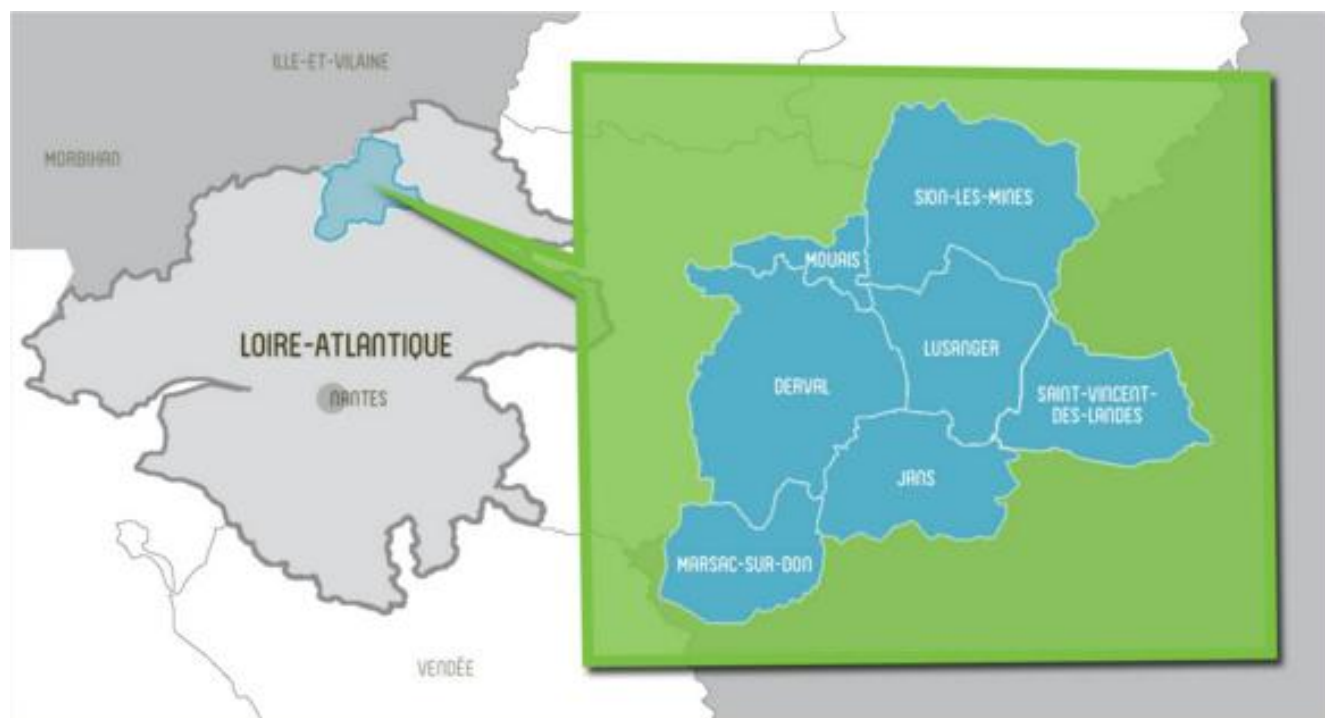 ILLE-ET-VILAINE
MORBIHAN
LOIRE-ATLANTIQUE
NANTES
VENDÉE
SION-LES-MINES
MOUAIS
LUSANGER
DERVAL
SAINT-VINCENT-
DES-LANDES
JANS
MARSAC-SUR-DON